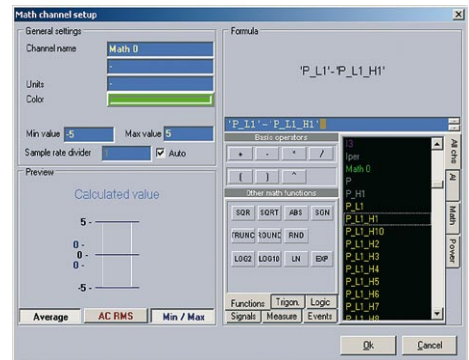 Math channel setup
General settings
Channel name Math 0
-
Units -
Color
Min value -5 Max value 5
Sample rate divider 1 Auto
Preview
Calculated value
5 -
0 -
0 -
0 -
-5 -
Average AC RMS Min / Max
Formula
'P_L1'-'P_L1_H1'
'P_L1'-'P_L1_H1'
Basic operators
+ - * /
( ) ^
Other math functions
SQR SQRT ABS SGN
TRUNC ROUNC RND
LOG2 LOG10 LN EXP
Functions Trigon. Logic
Signals Measure Events
I3
Iper
Math 0
P
P_H1
P_L1
P_L1_H1
P_L1_H10
P_L1_H2
P_L1_H3
P_L1_H4
P_L1_H5
P_L1_H6
P_L1_H7
P_L1_H8
All chs
AI
Math
Power
Ok Cancel